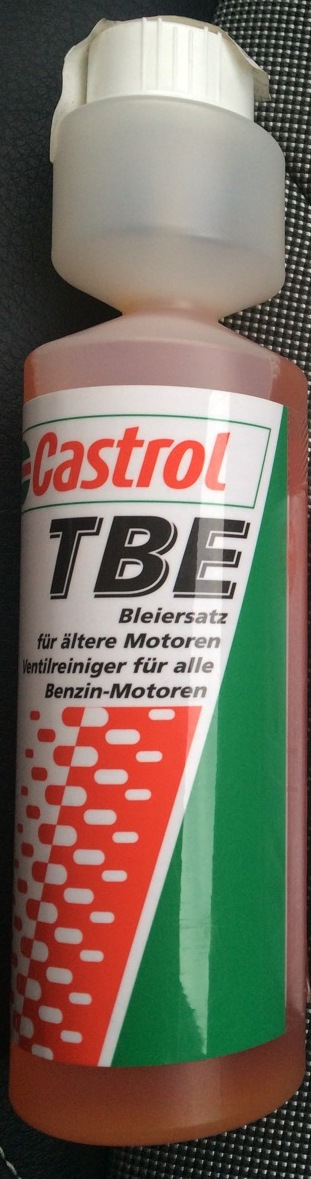 Castrol
TBE
Bleiersatz
für ältere Motoren
Ventilreiniger für alle
Benzin-Motoren